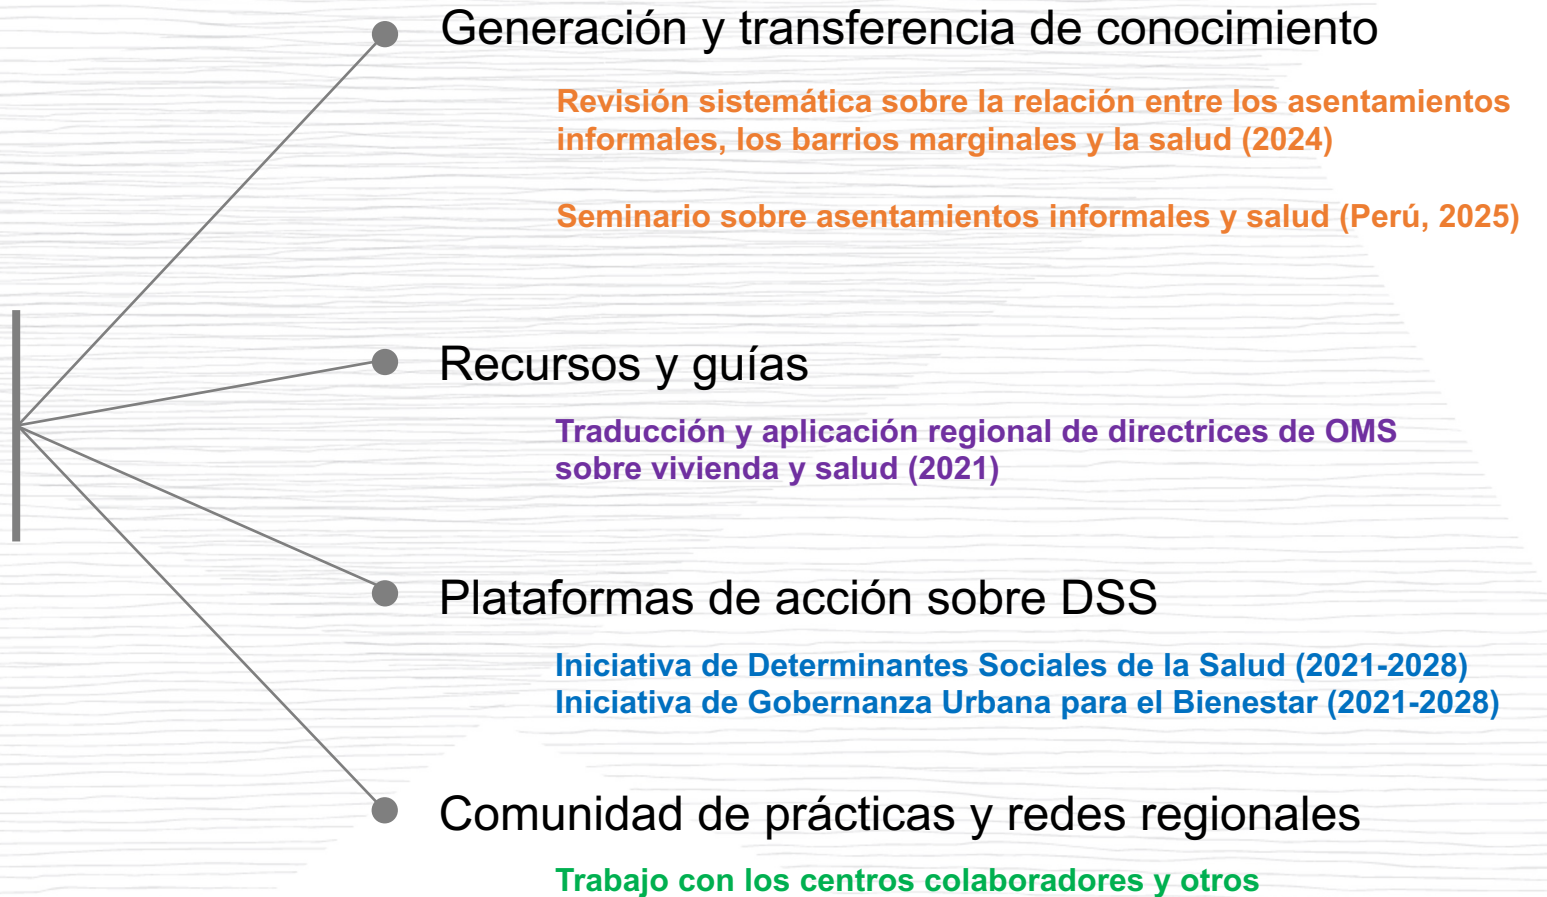 Generación y transferencia de conocimiento
Revisión sistemática sobre la relación entre los asentamientos
informales, los barrios marginales y la salud (2024)
Seminario sobre asentamientos informales y salud (Perú, 2025)
Recursos y guías
Traducción y aplicación regional de directrices de OMS
sobre vivienda y salud (2021)
Plataformas de acción sobre DSS
Iniciativa de Determinantes Sociales de la Salud (2021-2028)
Iniciativa de Gobernanza Urbana para el Bienestar (2021-2028)
Comunidad de prácticas y redes regionales
Trabajo con los centros colaboradores y otros